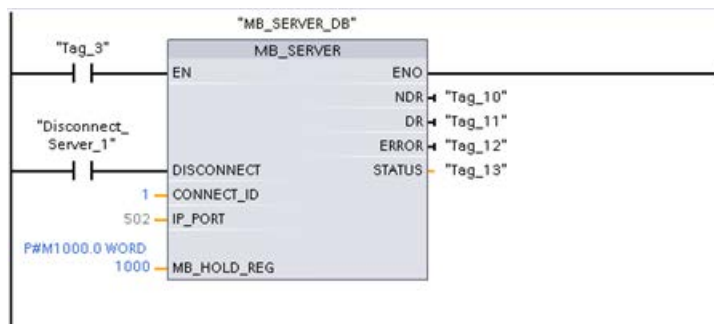 "MB_SERVER_DB"
"Tag_3"
MB_SERVER
EN
ENO
NDR
"Tag_10"
DR
"Tag_11"
"Disconnect_
Server_1"
ERROR
"Tag_12"
DISCONNECT
STATUS
"Tag_13"
1
CONNECT_ID
502
IP_PORT
P#M1000.0 WORD
1000
MB_HOLD_REG